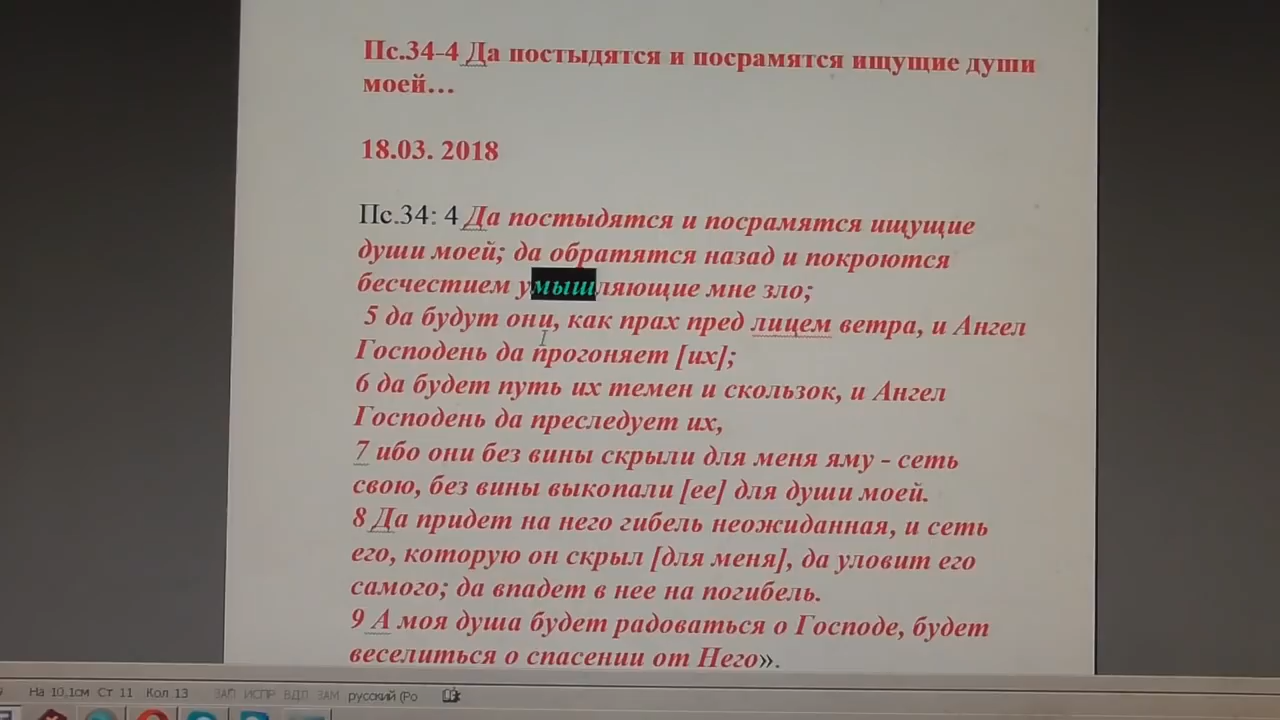 Пс.34-4 Да постыдятся и посрамятся ищущие души
моей…
18.03. 2018
Пс.34: 4 Да постыдятся и посрамятся ищущие
души моей; да обратятся назад и покроются
бесчестием умышляющие мне зло;
5 да будут они, как прах пред лицем ветра, и Ангел
Господень да прогоняет [их];
6 да будет путь их темен и скользок, и Ангел
Господень да преследует их,
7 ибо они без вины скрыли для меня яму - сеть
свою, без вины выкопали [ее] для души моей.
8 Да придет на него гибель неожиданная, и сеть
его, которую он скрыл [для меня], да уловит его
самого; да впадет в нее на погибель.
9 А моя душа будет радоваться о Господе, будет
веселиться о спасении от Него».
На 10,1см Ст 11 Кол 13 ЗАП ИСПР ВДЛ ЗАМ русский (Ро